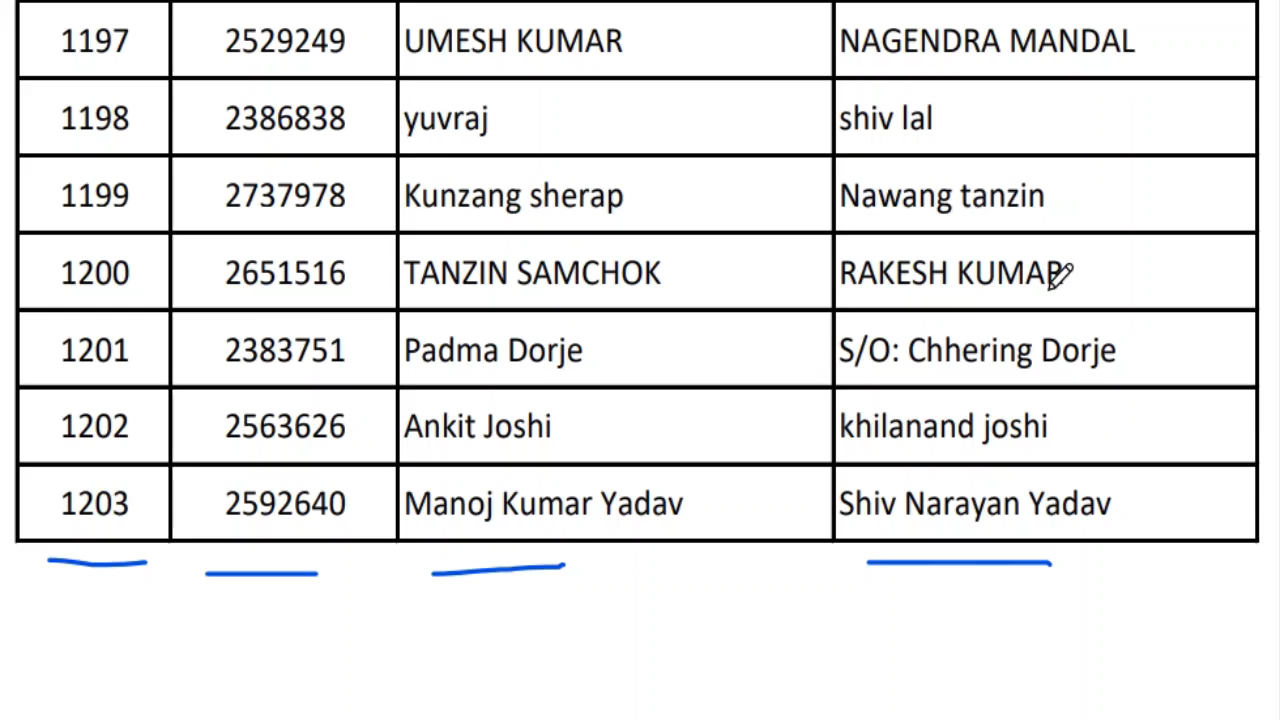 1197 2529249 UMESH KUMAR NAGENDRA MANDAL
1198 2386838 yuvraj shiv lal
1199 2737978 Kunzang sherap Nawang tanzin
1200 2651516 TANZIN SAMCHOK RAKESH KUMAR
1201 2383751 Padma Dorje S/O: Chhering Dorje
1202 2563626 Ankit Joshi khilanand joshi
1203 2592640 Manoj Kumar Yadav Shiv Narayan Yadav